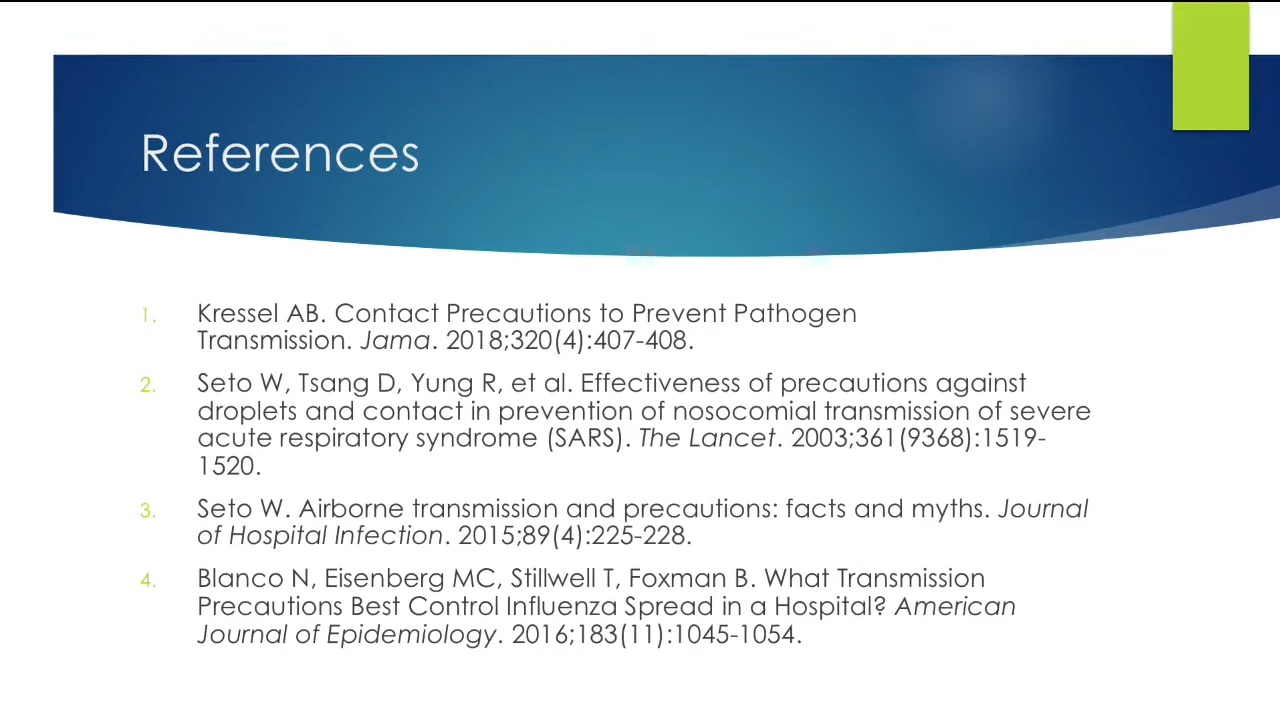 References
1. Kressel AB. Contact Precautions to Prevent Pathogen
Transmission. Jama. 2018;320(4):407-408.
2. Seto W, Tsang D, Yung R, et al. Effectiveness of precautions against
droplets and contact in prevention of nosocomial transmission of severe
acute respiratory syndrome (SARS). The Lancet. 2003;361(9368):1519-
1520.
3. Seto W. Airborne transmission and precautions: facts and myths. Journal
of Hospital Infection. 2015;89(4):225-228.
4. Blanco N, Eisenberg MC, Stillwell T, Foxman B. What Transmission
Precautions Best Control Influenza Spread in a Hospital? American
Journal of Epidemiology. 2016;183(11):1045-1054.